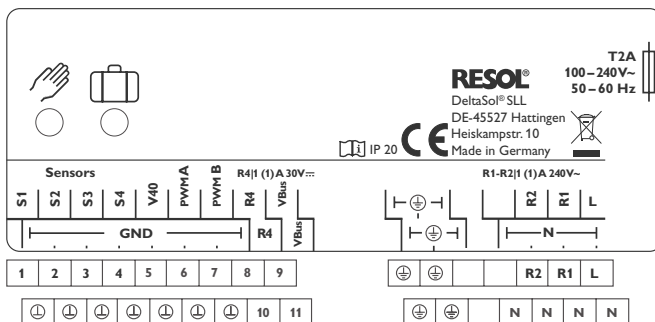 T2A
100–240V~
50–60 Hz
RESOL®
DeltaSol® SLL
DE-45527 Hattingen
Heiskampstr. 10
Made in Germany
i IP 20 CE
Sensors R4|1 (1) A 30V⎓ R1-R2|1 (1) A 240V~
S1 S2 S3 S4 V40 PWM A PWM B R4 VBus R2 R1 L
GND R4 VBus N
1 2 3 4 5 6 7 8 9 R2 R1 L
10 11 N N N N